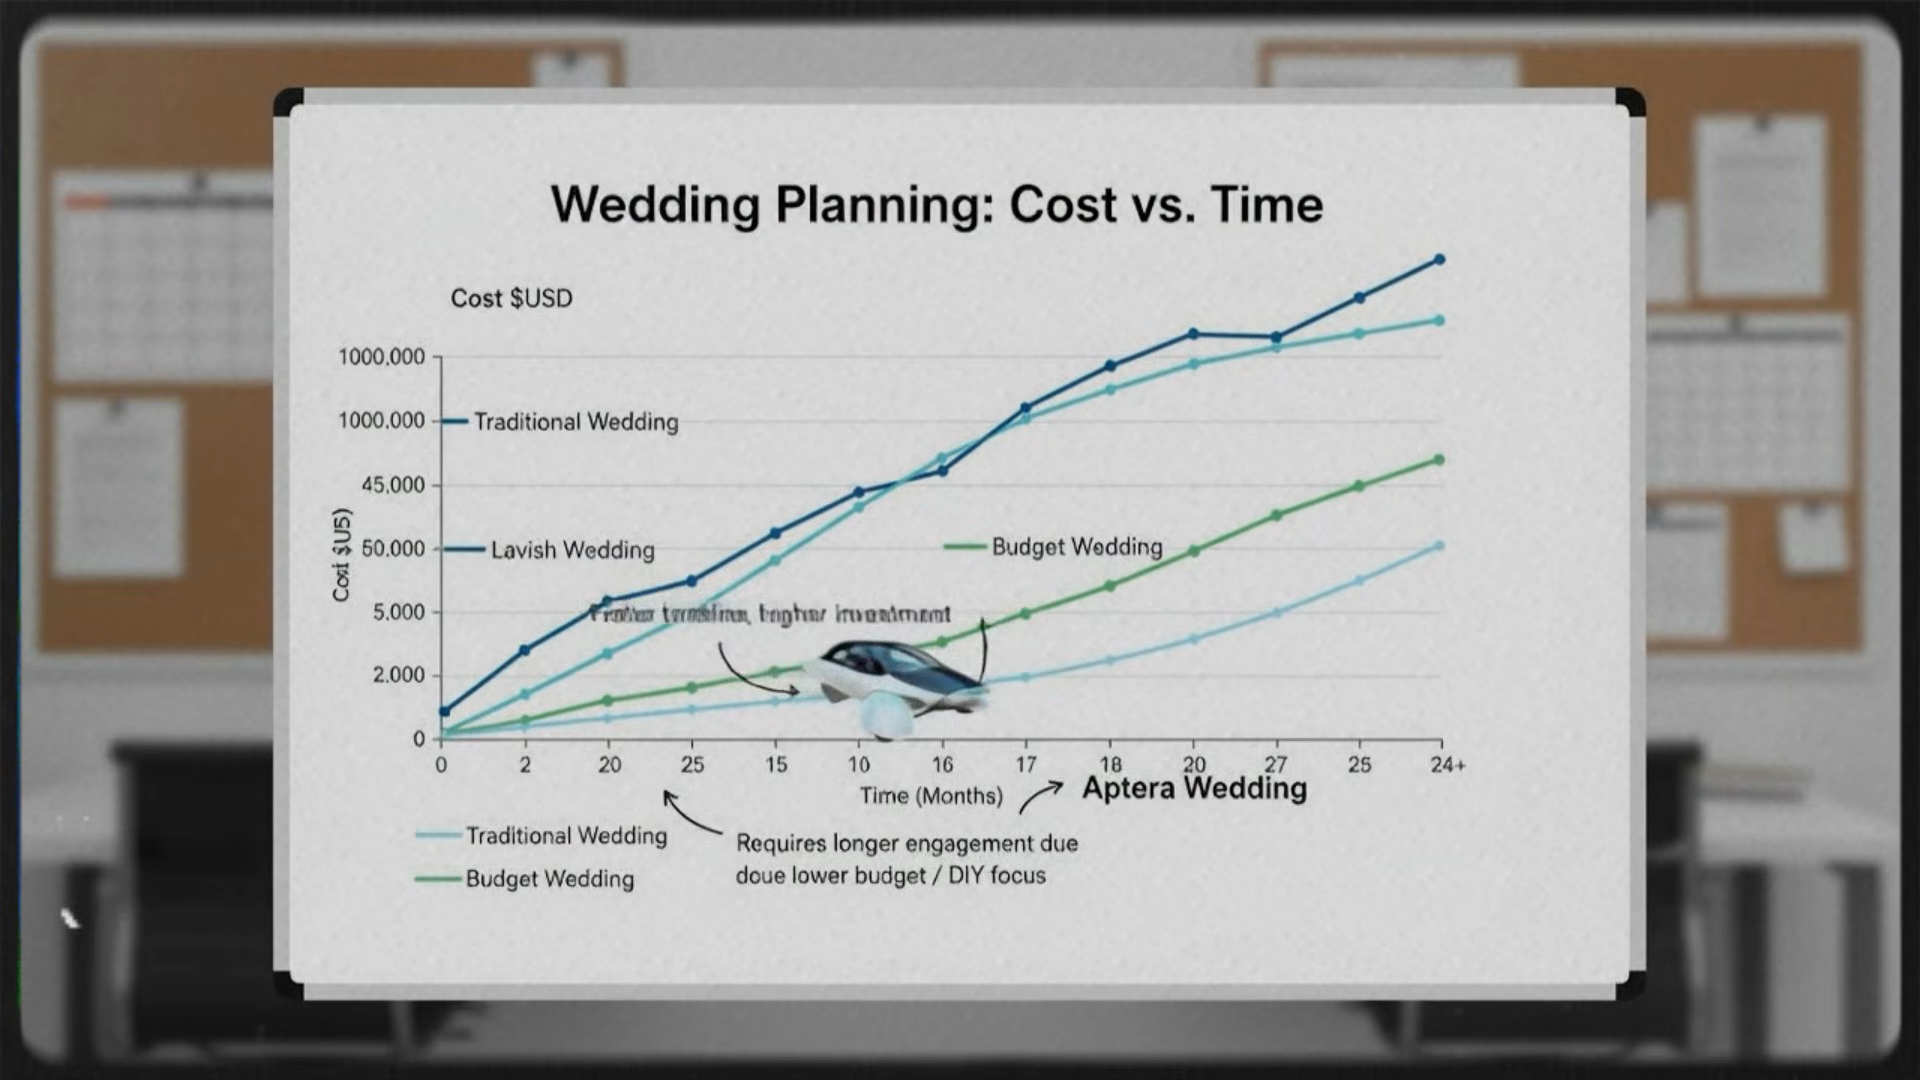 Wedding Planning: Cost vs. Time
Cost $USD
1000.000
1000.000
Traditional Wedding
45.000
50.000
Lavish Wedding
Budget Wedding
Cost $US)
5.000
higher investment
2.000
0
0 2 20 25 15 10 16 17 18 20 27 25 24+
Time (Months)
Aptera Wedding
Traditional Wedding
Requires longer engagement due
doue lower budget / DIY focus
Budget Wedding